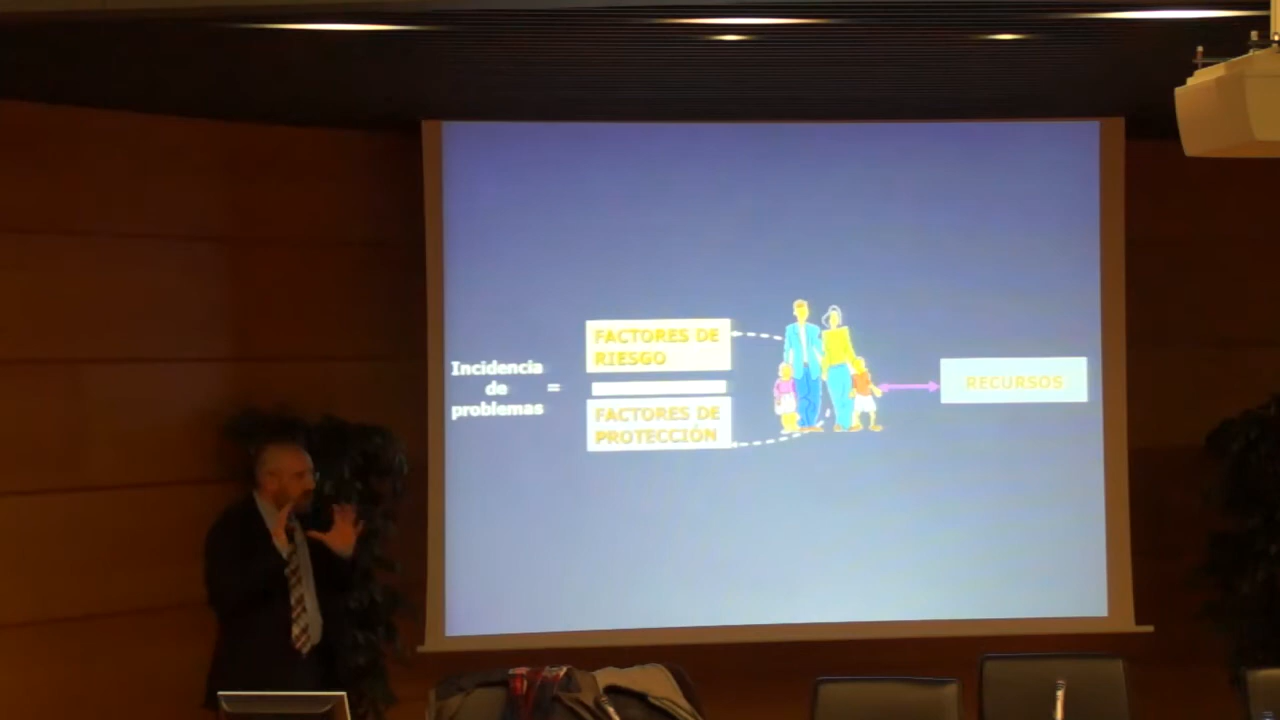 Incidencia
de
problemas
=
FACTORES DE
RIESGO
FACTORES DE
PROTECCIÓN
RECURSOS